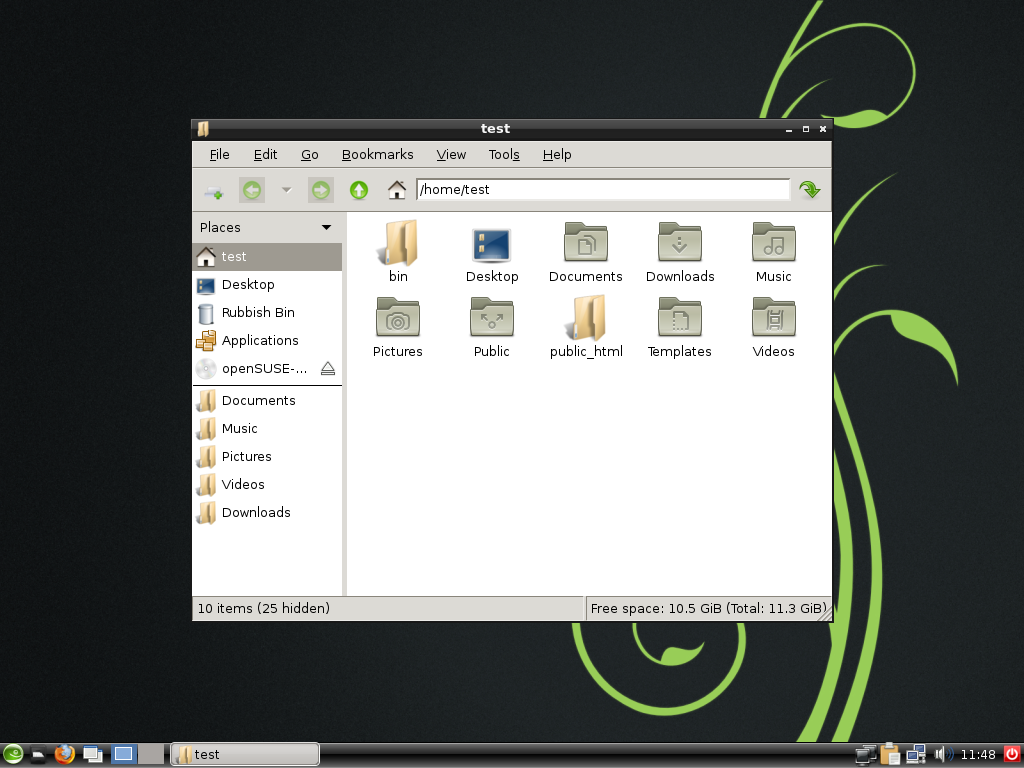 test
File Edit Go Bookmarks View Tools Help
/home/test
Places
test
Desktop
Rubbish Bin
Applications
openSUSE-...
Documents
Music
Pictures
Videos
Downloads
bin Desktop Documents Downloads Music
Pictures Public public_html Templates Videos
10 items (25 hidden) Free space: 10.5 GiB (Total: 11.3 GiB)
test 11:48